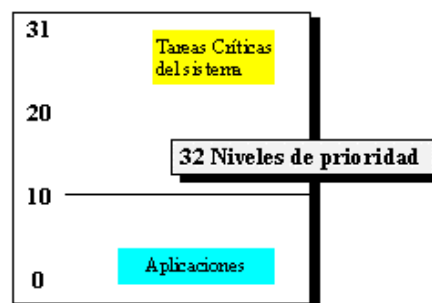 31
Tareas Críticas
del sistema
20
32 Niveles de prioridad
10
Aplicaciones
0